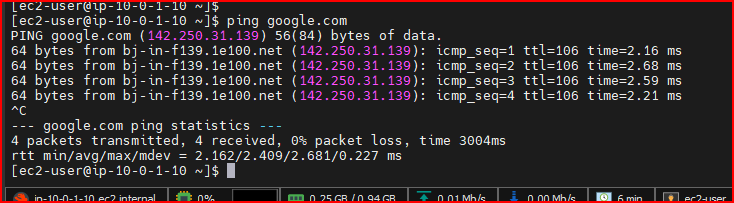 [ec2-user@ip-10-0-1-10 ~]$
[ec2-user@ip-10-0-1-10 ~]$ ping google.com
PING google.com (142.250.31.139) 56(84) bytes of data.
64 bytes from bj-in-f139.1e100.net (142.250.31.139): icmp_seq=1 ttl=106 time=2.16 ms
64 bytes from bj-in-f139.1e100.net (142.250.31.139): icmp_seq=2 ttl=106 time=2.68 ms
64 bytes from bj-in-f139.1e100.net (142.250.31.139): icmp_seq=3 ttl=106 time=2.59 ms
64 bytes from bj-in-f139.1e100.net (142.250.31.139): icmp_seq=4 ttl=106 time=2.21 ms
^C
--- google.com ping statistics ---
4 packets transmitted, 4 received, 0% packet loss, time 3004ms
rtt min/avg/max/mdev = 2.162/2.409/2.681/0.227 ms
[ec2-user@ip-10-0-1-10 ~]$
ip-10-0-1-10.ec2.internal 0% 0.25 GB / 0.94 GB 0.01 Mb/s 0.00 Mb/s 6 min ec2-user